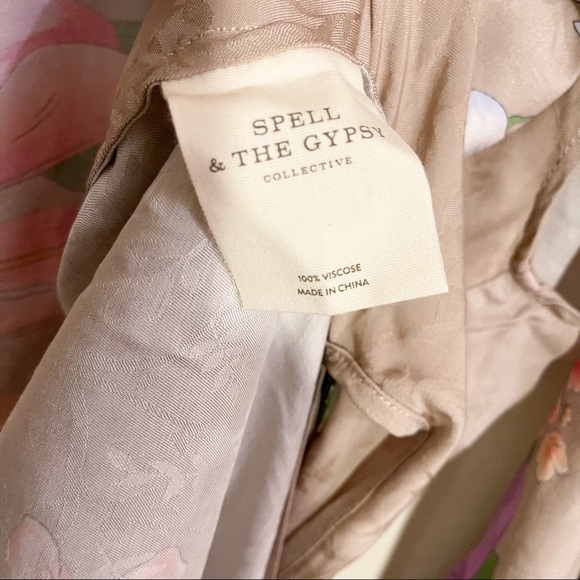 SPELL
& THE GYPSY
COLLECTIVE
100% VISCOSE
MADE IN CHINA